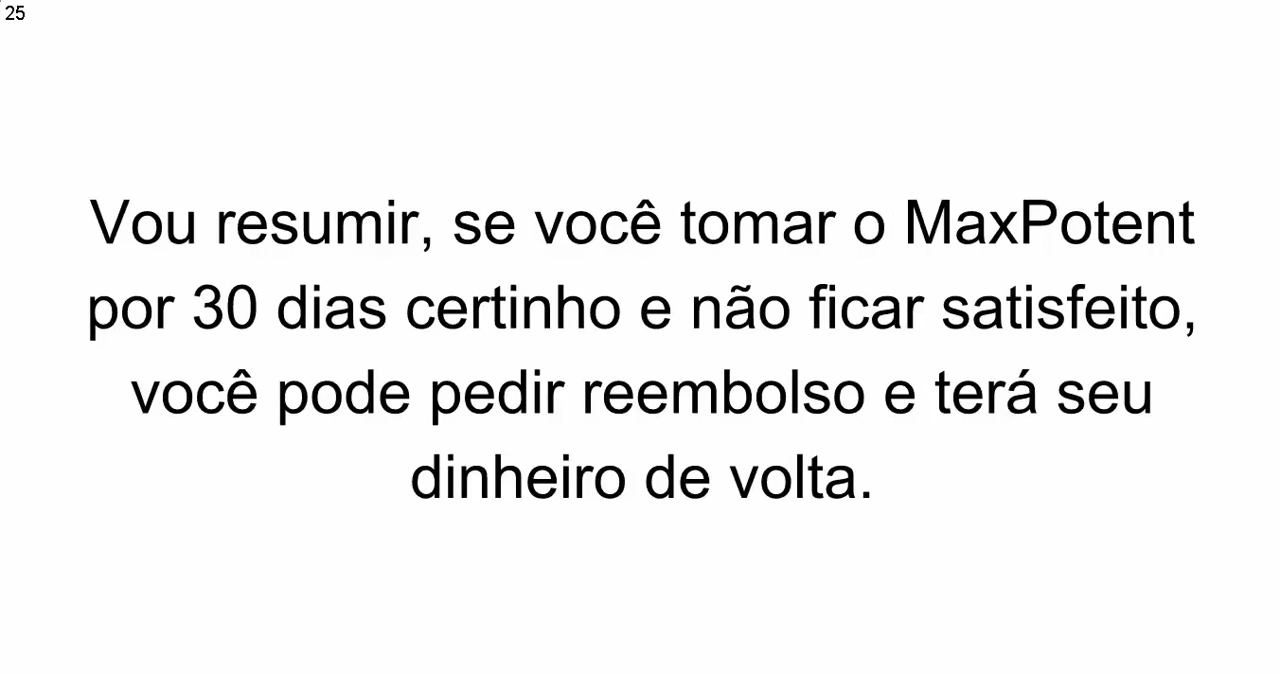 25
Vou resumir, se você tomar o MaxPotent
por 30 dias certinho e não ficar satisfeito,
você pode pedir reembolso e terá seu
dinheiro de volta.